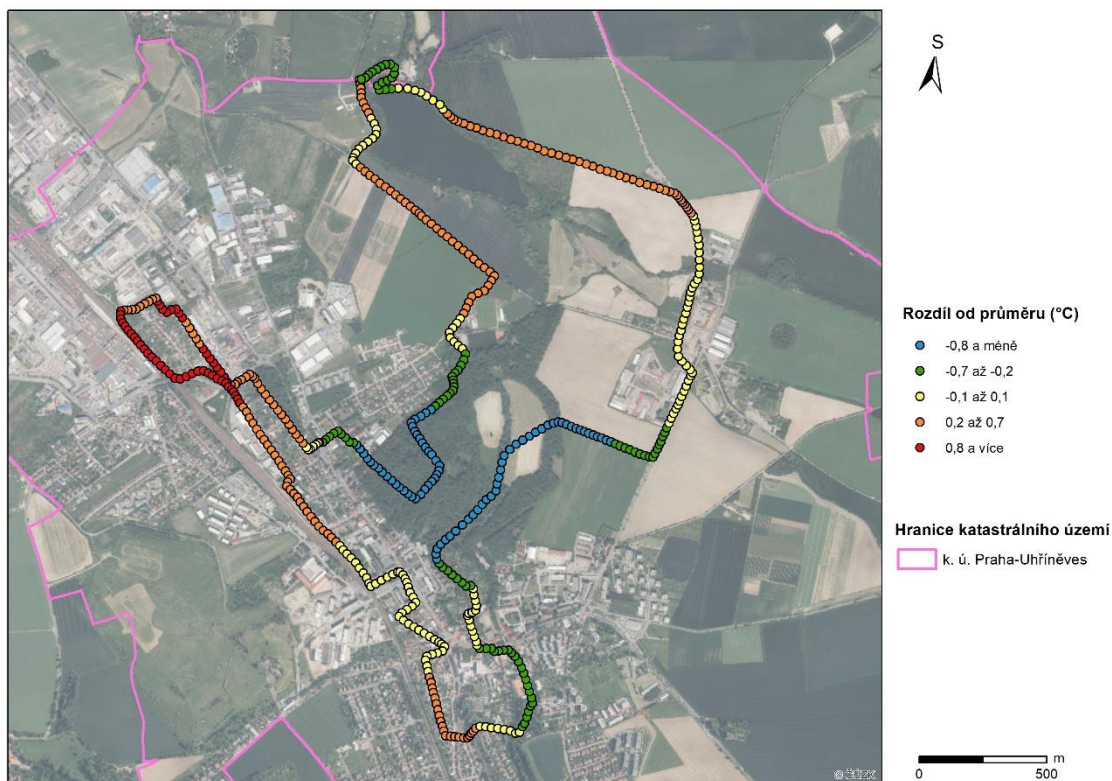 S
Rozdíl od průměru (°C)
-0,8 a méně
-0,7 až -0,2
-0,1 až 0,1
0,2 až 0,7
0,8 a více
Hranice katastrálního území
k. ú. Praha-Uhříněves
m
0 500
© ČÚZK